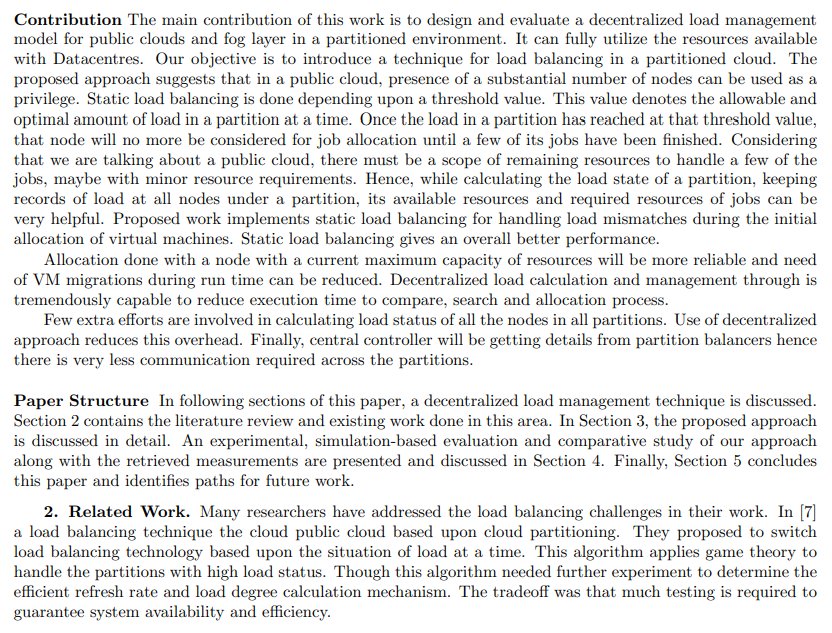 Contribution The main contribution of this work is to design and evaluate a decentralized load management
model for public clouds and fog layer in a partitioned environment. It can fully utilize the resources available
with Datacentres. Our objective is to introduce a technique for load balancing in a partitioned cloud. The
proposed approach suggests that in a public cloud, presence of a substantial number of nodes can be used as a
privilege. Static load balancing is done depending upon a threshold value. This value denotes the allowable and
optimal amount of load in a partition at a time. Once the load in a partition has reached at that threshold value,
that node will no more be considered for job allocation until a few of its jobs have been finished. Considering
that we are talking about a public cloud, there must be a scope of remaining resources to handle a few of the
jobs, maybe with minor resource requirements. Hence, while calculating the load state of a partition, keeping
records of load at all nodes under a partition, its available resources and required resources of jobs can be
very helpful. Proposed work implements static load balancing for handling load mismatches during the initial
allocation of virtual machines. Static load balancing gives an overall better performance.
Allocation done with a node with a current maximum capacity of resources will be more reliable and need
of VM migrations during run time can be reduced. Decentralized load calculation and management through is
tremendously capable to reduce execution time to compare, search and allocation process.
Few extra efforts are involved in calculating load status of all the nodes in all partitions. Use of decentralized
approach reduces this overhead. Finally, central controller will be getting details from partition balancers hence
there is very less communication required across the partitions.
Paper Structure In following sections of this paper, a decentralized load management technique is discussed.
Section 2 contains the literature review and existing work done in this area. In Section 3, the proposed approach
is discussed in detail. An experimental, simulation-based evaluation and comparative study of our approach
along with the retrieved measurements are presented and discussed in Section 4. Finally, Section 5 concludes
this paper and identifies paths for future work.
2. Related Work. Many researchers have addressed the load balancing challenges in their work. In [7]
a load balancing technique the cloud public cloud based upon cloud partitioning. They proposed to switch
load balancing technology based upon the situation of load at a time. This algorithm applies game theory to
handle the partitions with high load status. Though this algorithm needed further experiment to determine the
efficient refresh rate and load degree calculation mechanism. The tradeoff was that much testing is required to
guarantee system availability and efficiency.